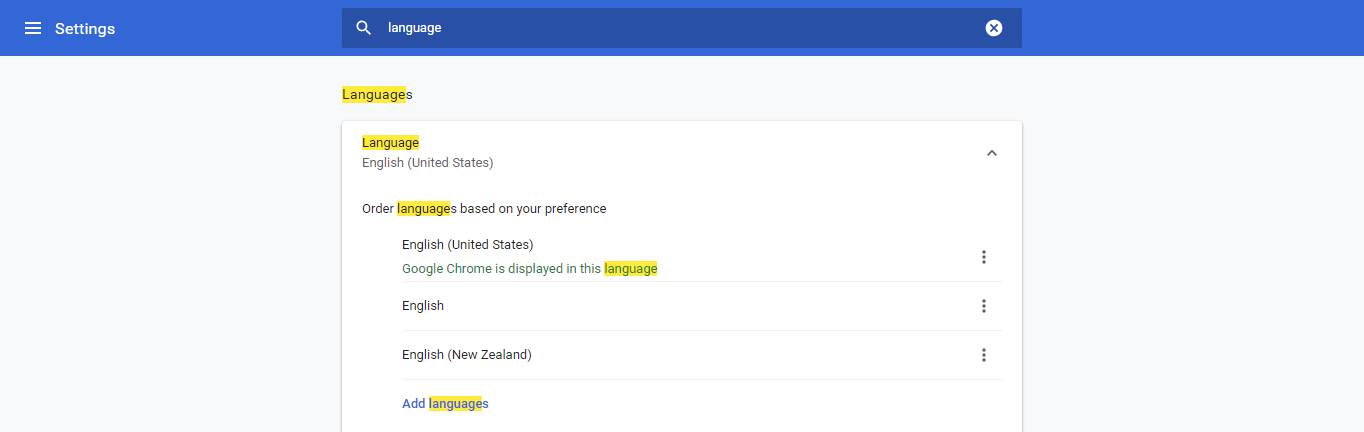 Settings
language
Languages
Language
English (United States)
Order languages based on your preference
English (United States)
Google Chrome is displayed in this language
English
English (New Zealand)
Add languages